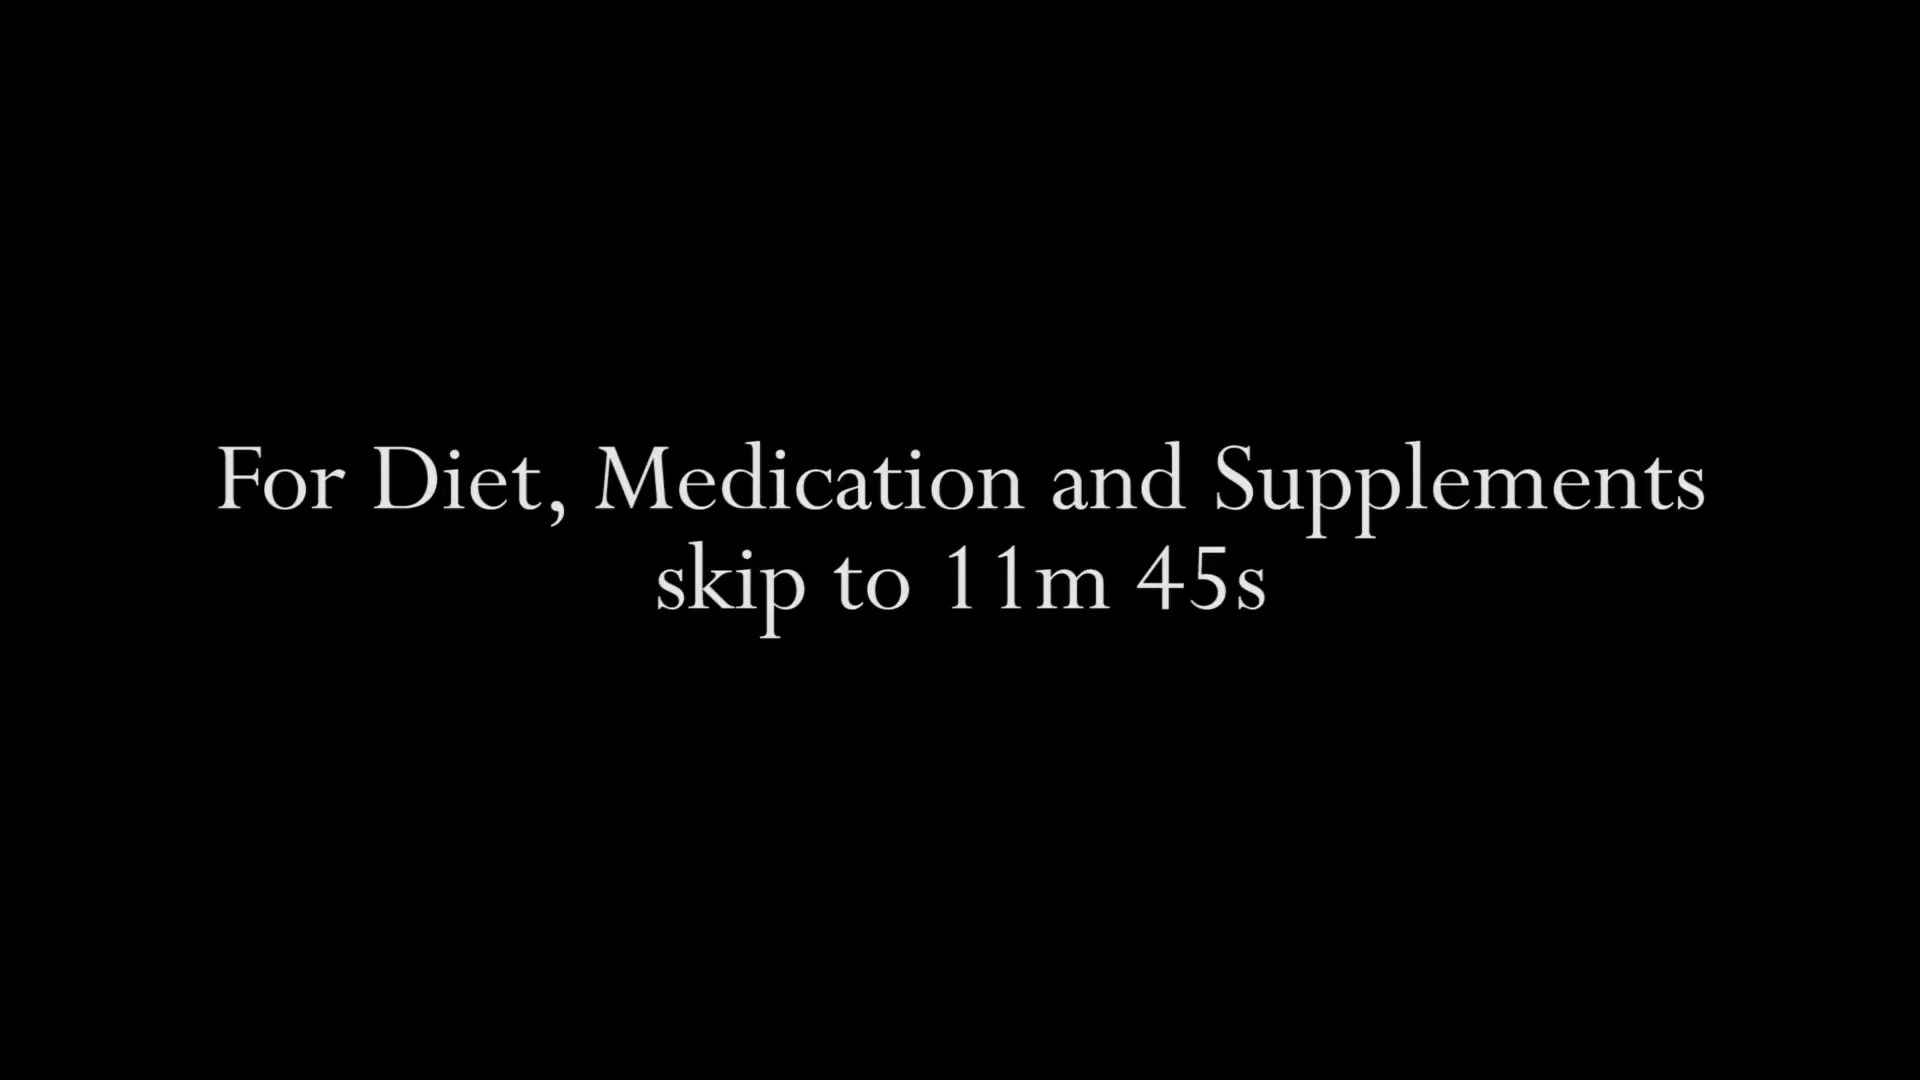 For Diet, Medication and Supplements
skip to 11m 45s